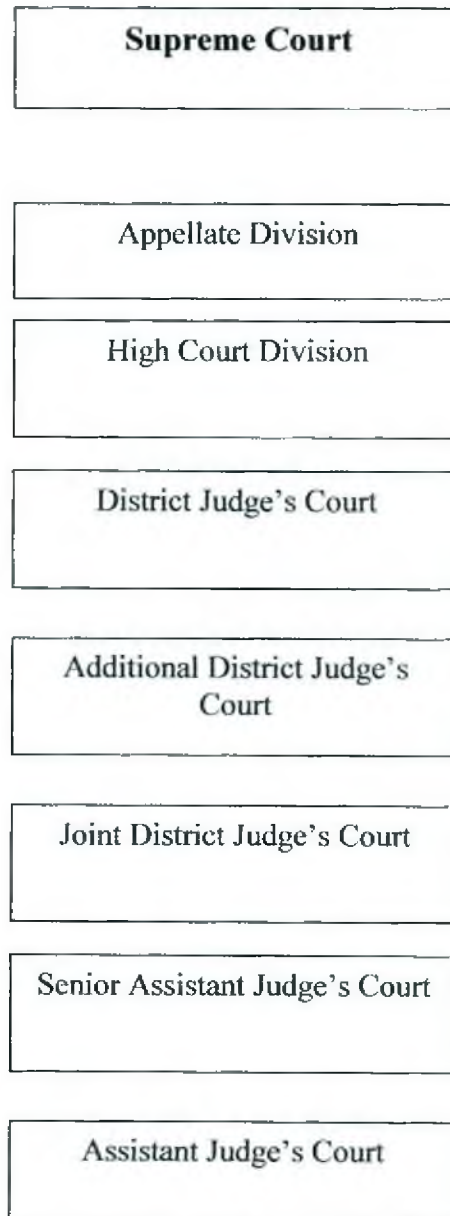 Supreme Court
Appellate Division
High Court Division
District Judge's Court
Additional District Judge's
Court
Joint District Judge's Court
Senior Assistant Judge's Court
Assistant Judge's Court